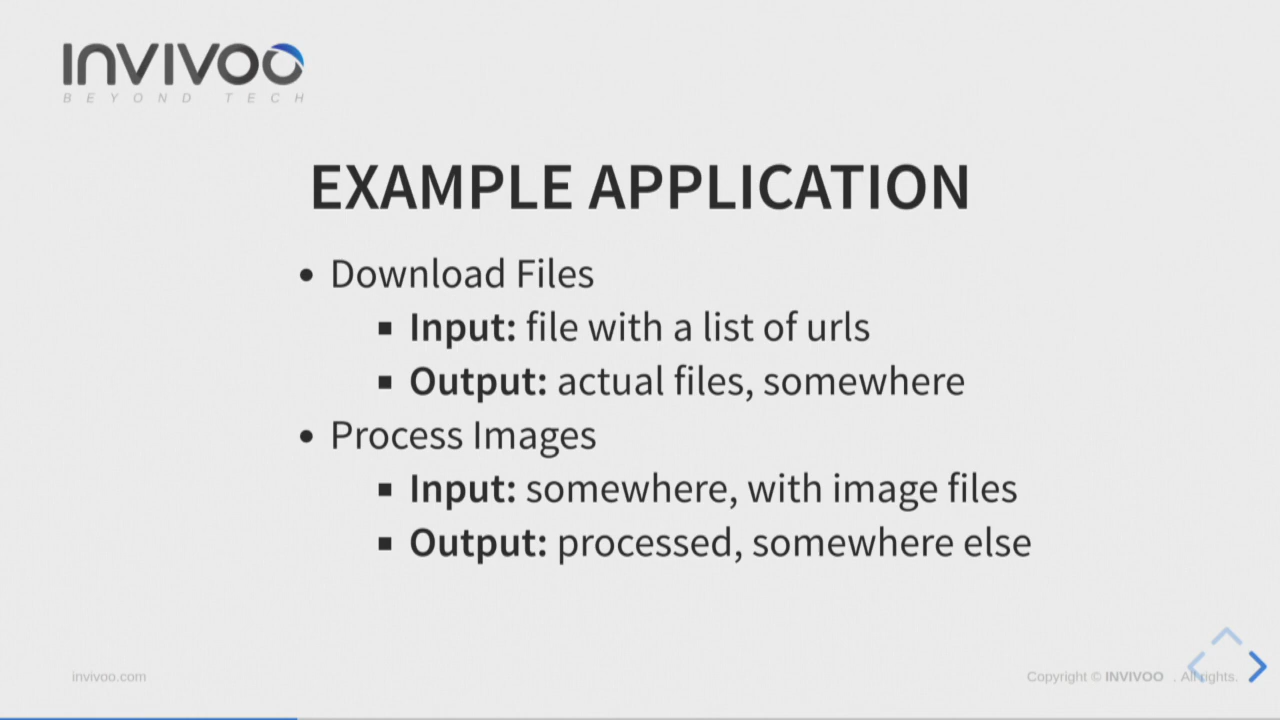 INVIVOO
BEYOND TECH
EXAMPLE APPLICATION
• Download Files
▪ Input: file with a list of urls
▪ Output: actual files, somewhere
• Process Images
▪ Input: somewhere, with image files
▪ Output: processed, somewhere else
invivoo.com
Copyright © INVIVOO . All rights.